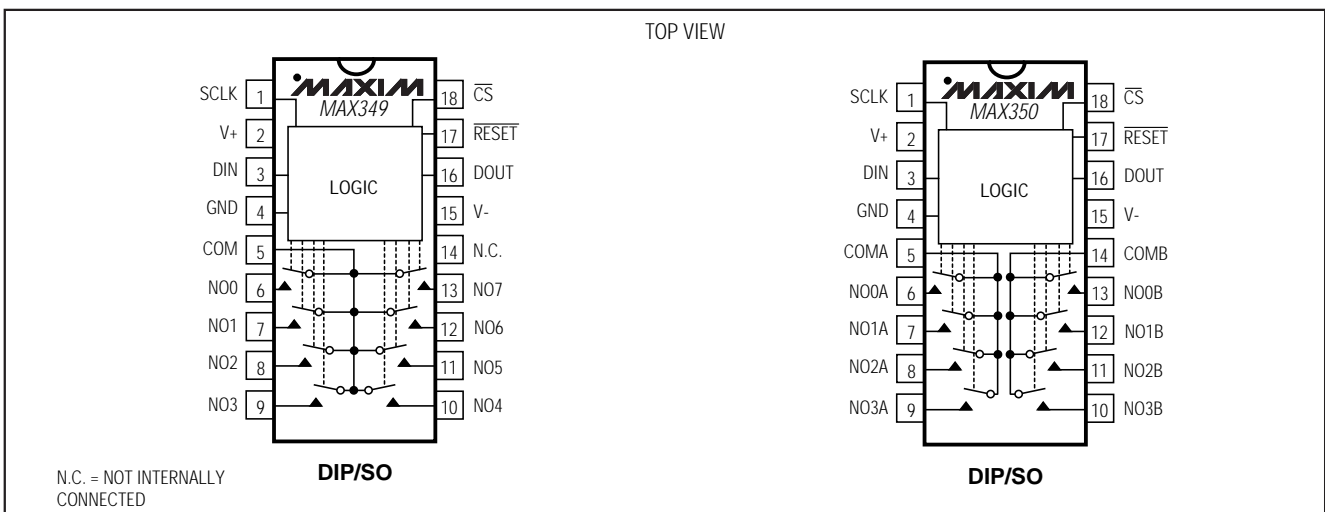 TOP VIEW
MAXIM
MAX349
SCLK 1
V+ 2
DIN 3
GND 4
COM 5
NO0 6
NO1 7
NO2 8
NO3 9
18 C̅S̅
17 R̅E̅S̅E̅T̅
16 DOUT
15 V-
14 N.C.
13 NO7
12 NO6
11 NO5
10 NO4
LOGIC
DIP/SO
N.C. = NOT INTERNALLY
CONNECTED
MAXIM
MAX350
SCLK 1
V+ 2
DIN 3
GND 4
COMA 5
NO0A 6
NO1A 7
NO2A 8
NO3A 9
18 C̅S̅
17 R̅E̅S̅E̅T̅
16 DOUT
15 V-
14 COMB
13 NO0B
12 NO1B
11 NO2B
10 NO3B
LOGIC
DIP/SO